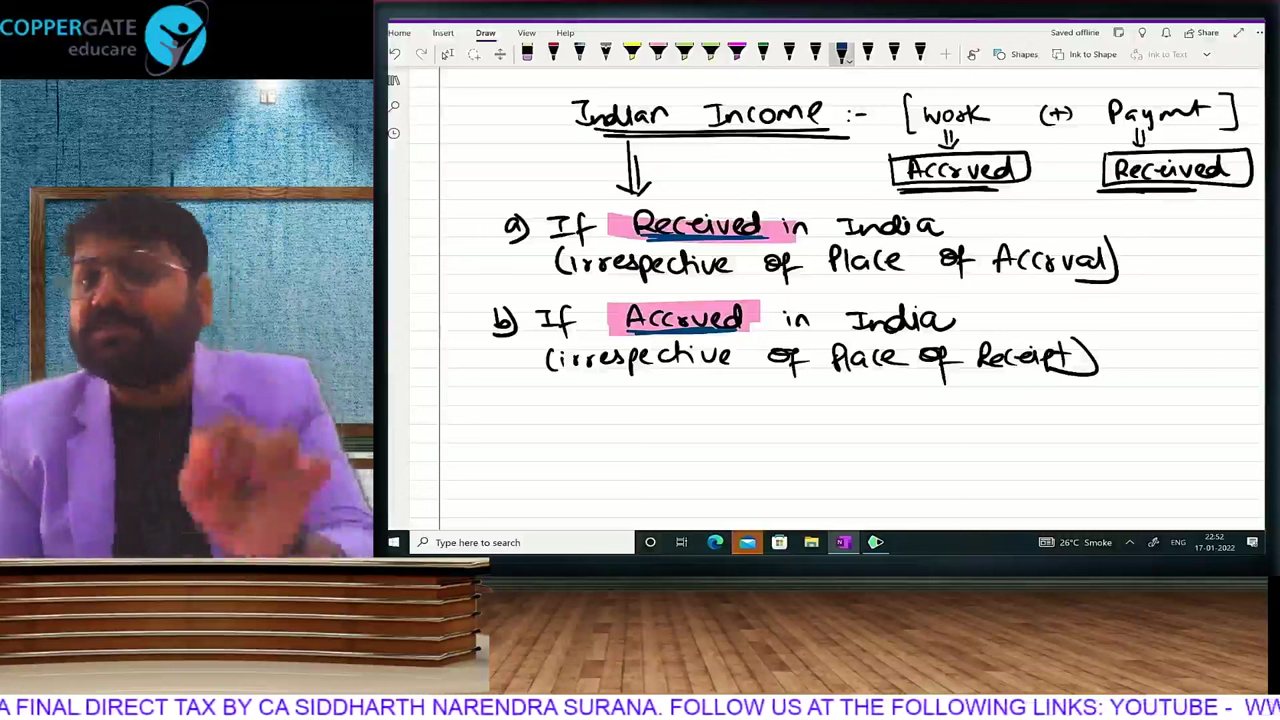 COPPERGATE
educare
Home Insert Draw View Help
Saved offline
Share
Shapes
Ink to Shape
Ink to Text
Indian Income :- [Work (+) Paymt]
Accrued Received
a) If Received in India
(irrespective of Place of Accrual)
b) If Accrued in India
(irrespective of Place of Receipt)
Type here to search
26°C Smoke
ENG
22:52
17-01-2022
A FINAL DIRECT TAX BY CA SIDDHARTH NARENDRA SURANA. FOLLOW US AT THE FOLLOWING LINKS: YOUTUBE - WW